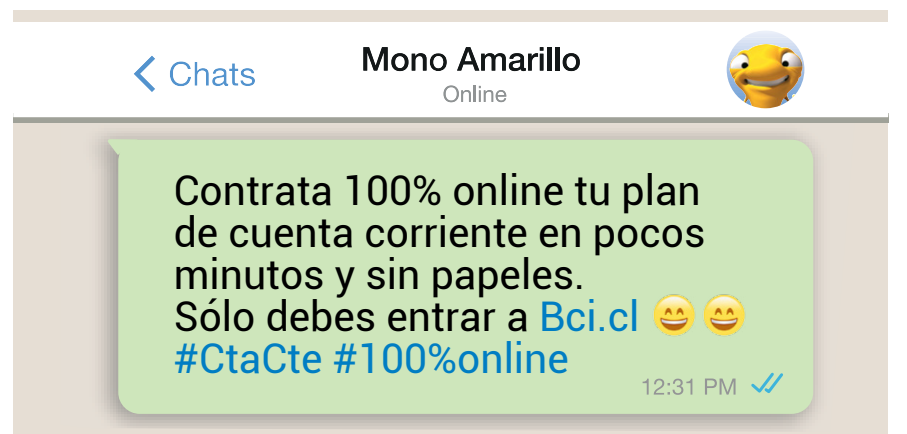 Chats
Mono Amarillo
Online
Contrata 100% online tu plan
de cuenta corriente en pocos
minutos y sin papeles.
Sólo debes entrar a Bci.cl 😄😄
#CtaCte #100%online
12:31 PM